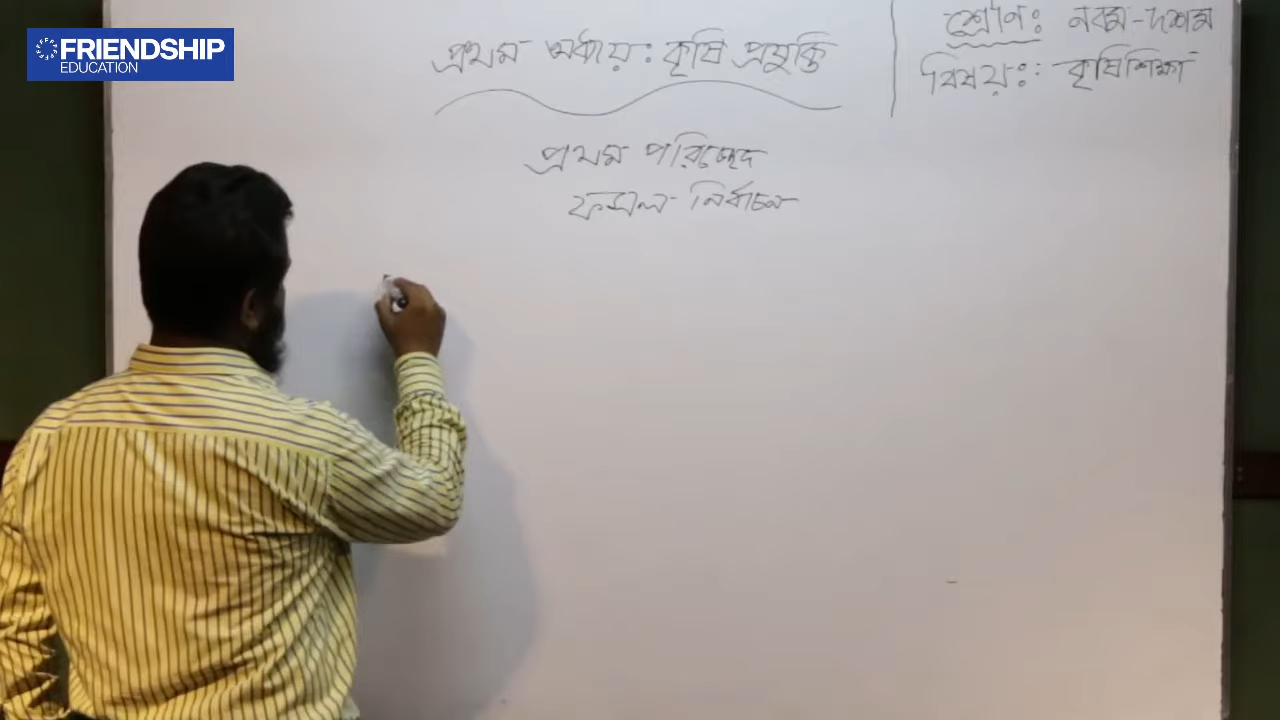 FRIENDSHIP
EDUCATION
প্রথম অধ্যায়ঃ কৃষি প্রযুক্তি
শ্রেণিঃ নবম-দশম
বিষয়ঃ কৃষিশিক্ষা
প্রথম পরিচ্ছেদ
ফসল নির্বাচন